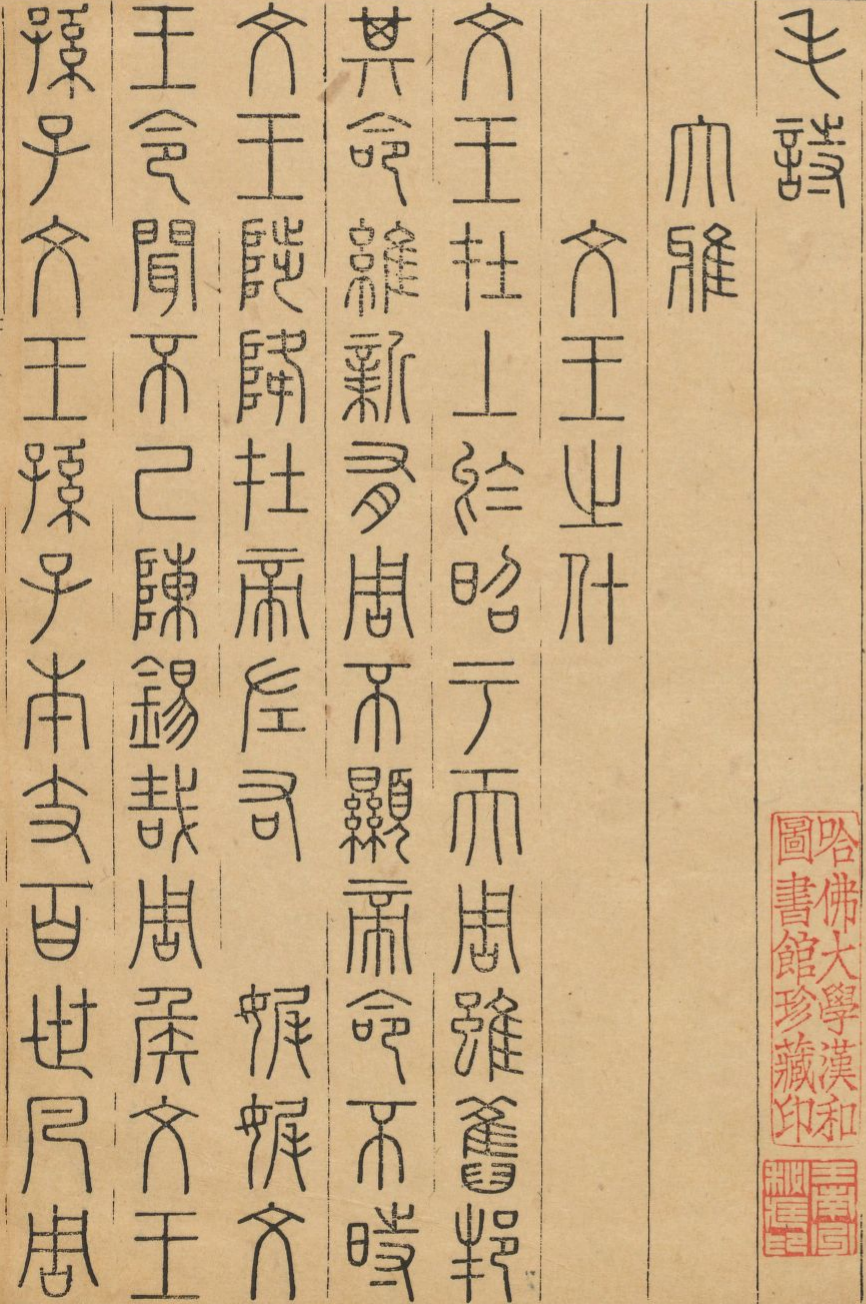 毛詩
大雅
文王之什
文王在上於昭于天周雖舊邦
其命維新有周不顯帝命不時
文王陟降在帝左右　娓娓文
王令聞不已陳錫哉周侯文王
孫子文王孫子本支百世凡周
哈佛大學漢和
圖書館珍藏印